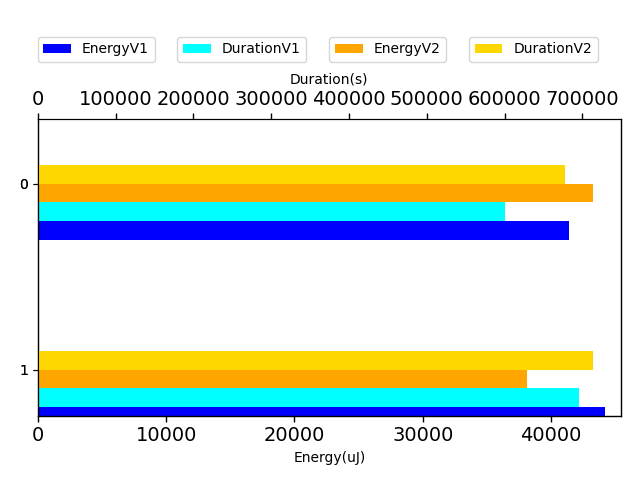 EnergyV1 DurationV1 EnergyV2 DurationV2
Duration(s)
0 100000 200000 300000 400000 500000 600000 700000
0
1
0 10000 20000 30000 40000
Energy(uJ)